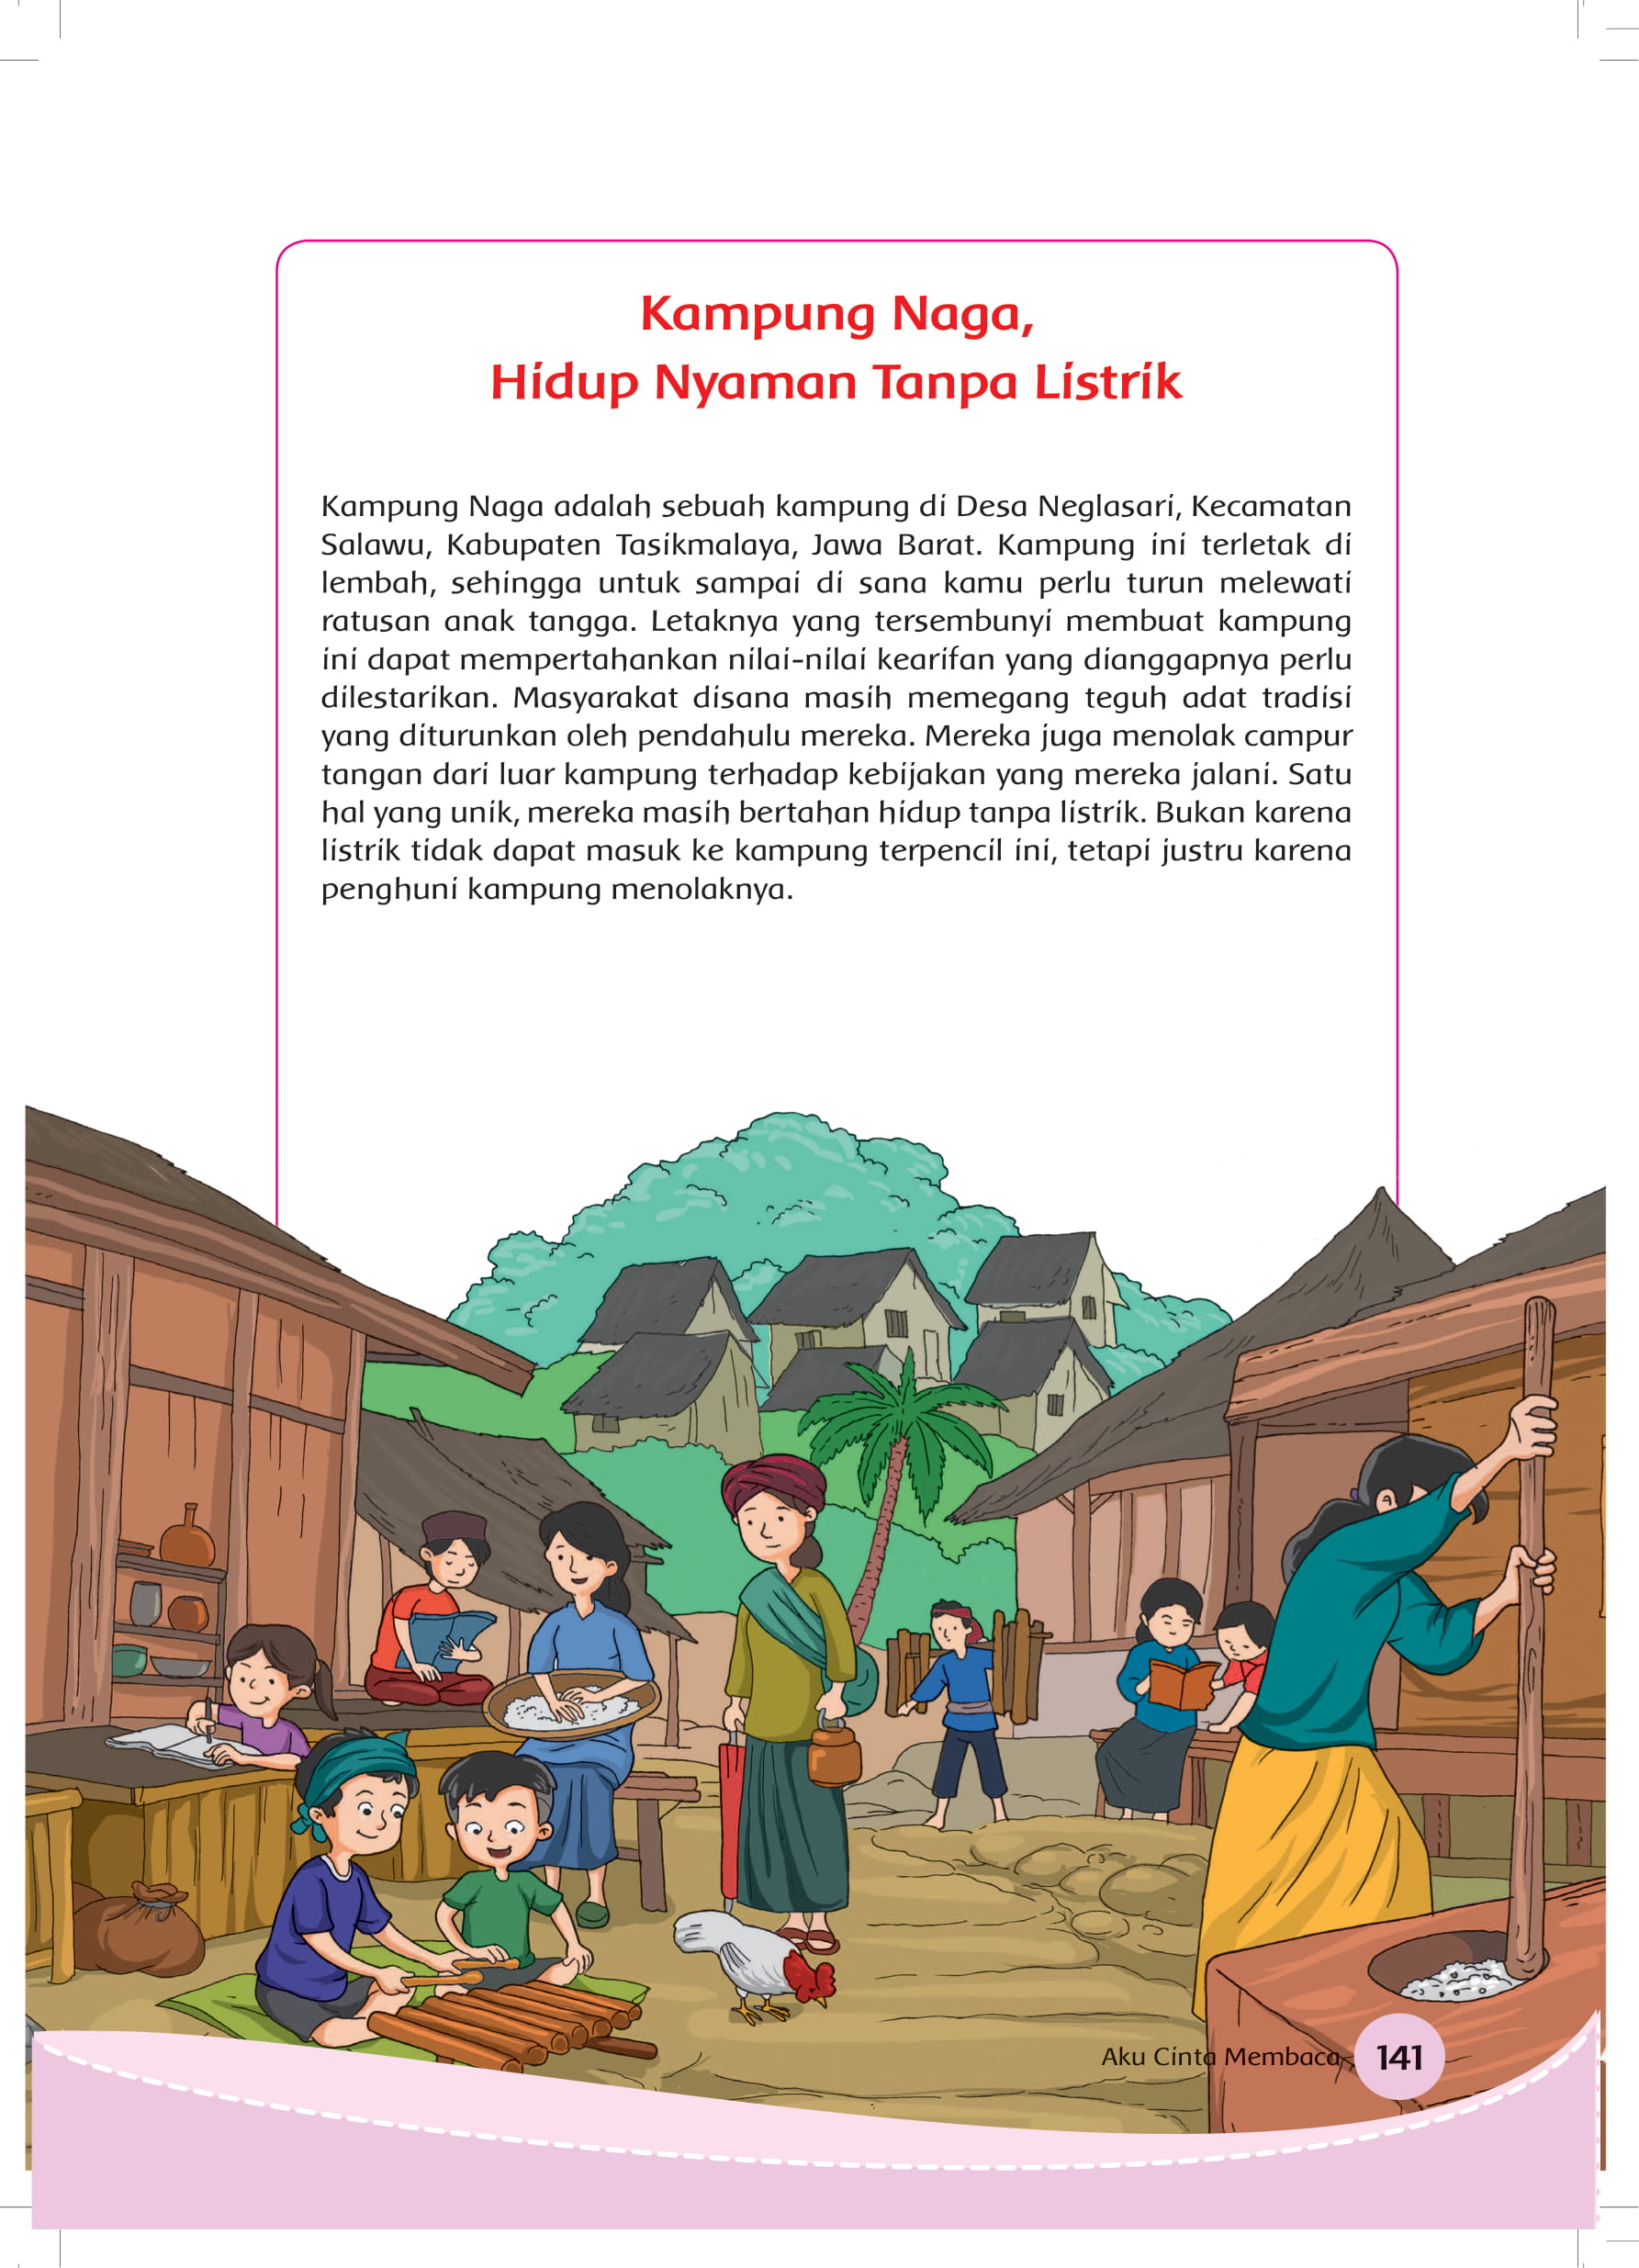 Kampung Naga,
Hidup Nyaman Tanpa Listrik
Kampung Naga adalah sebuah kampung di Desa Neglasari, Kecamatan
Salawu, Kabupaten Tasikmalaya, Jawa Barat. Kampung ini terletak di
lembah, sehingga untuk sampai di sana kamu perlu turun melewati
ratusan anak tangga. Letaknya yang tersembunyi membuat kampung
ini dapat mempertahankan nilai-nilai kearifan yang dianggapnya perlu
dilestarikan. Masyarakat disana masih memegang teguh adat tradisi
yang diturunkan oleh pendahulu mereka. Mereka juga menolak campur
tangan dari luar kampung terhadap kebijakan yang mereka jalani. Satu
hal yang unik, mereka masih bertahan hidup tanpa listrik. Bukan karena
listrik tidak dapat masuk ke kampung terpencil ini, tetapi justru karena
penghuni kampung menolaknya.
Aku Cinta Membaca 141